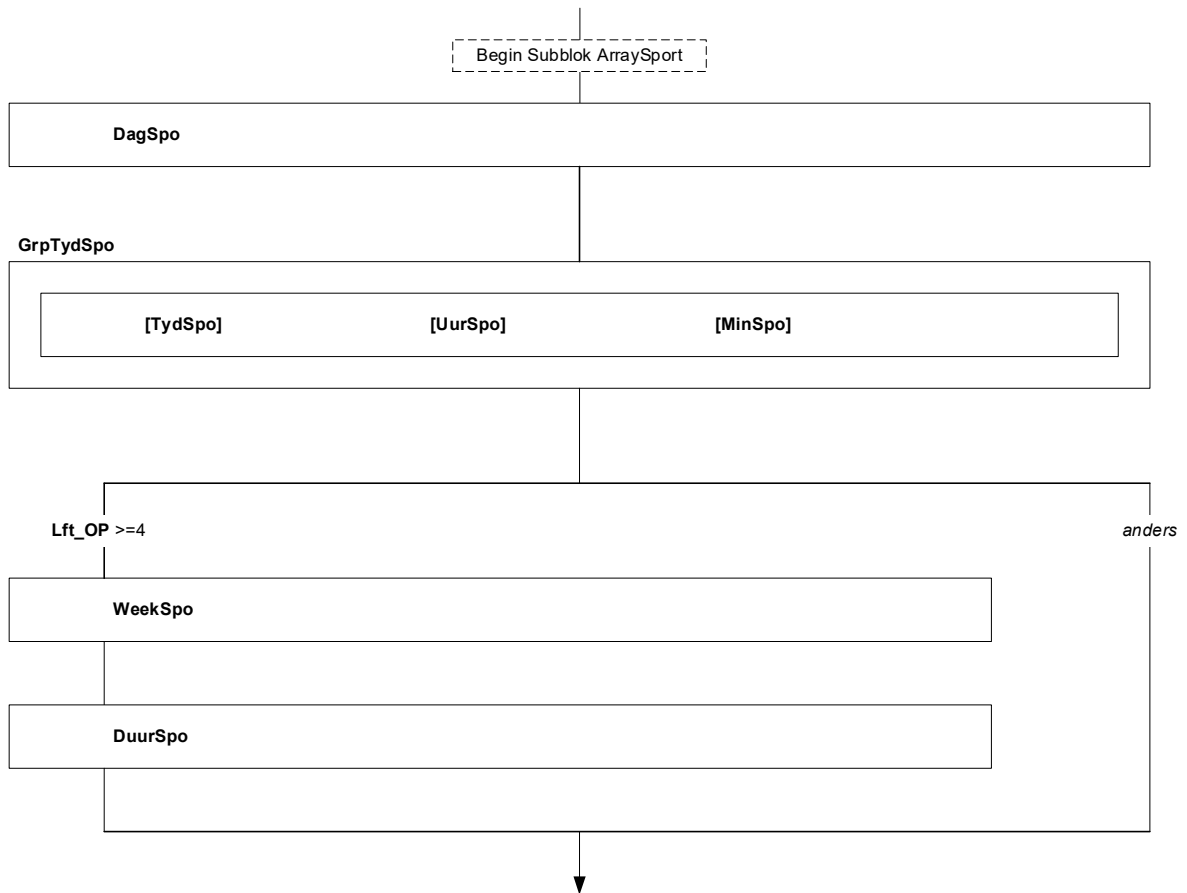 Begin Subblok ArraySport
DagSpo
GrpTydSpo
[TydSpo] [UurSpo] [MinSpo]
Lft_OP >=4 anders
WeekSpo
DuurSpo